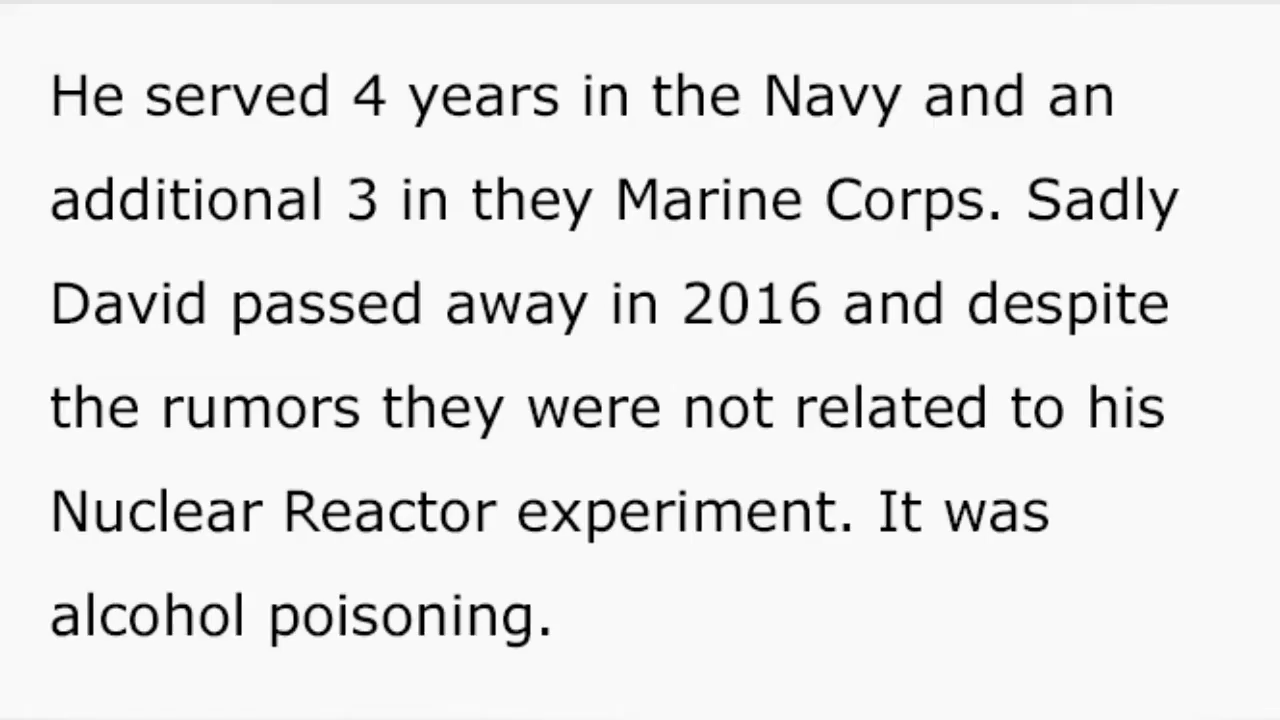 He served 4 years in the Navy and an
additional 3 in they Marine Corps. Sadly
David passed away in 2016 and despite
the rumors they were not related to his
Nuclear Reactor experiment. It was
alcohol poisoning.